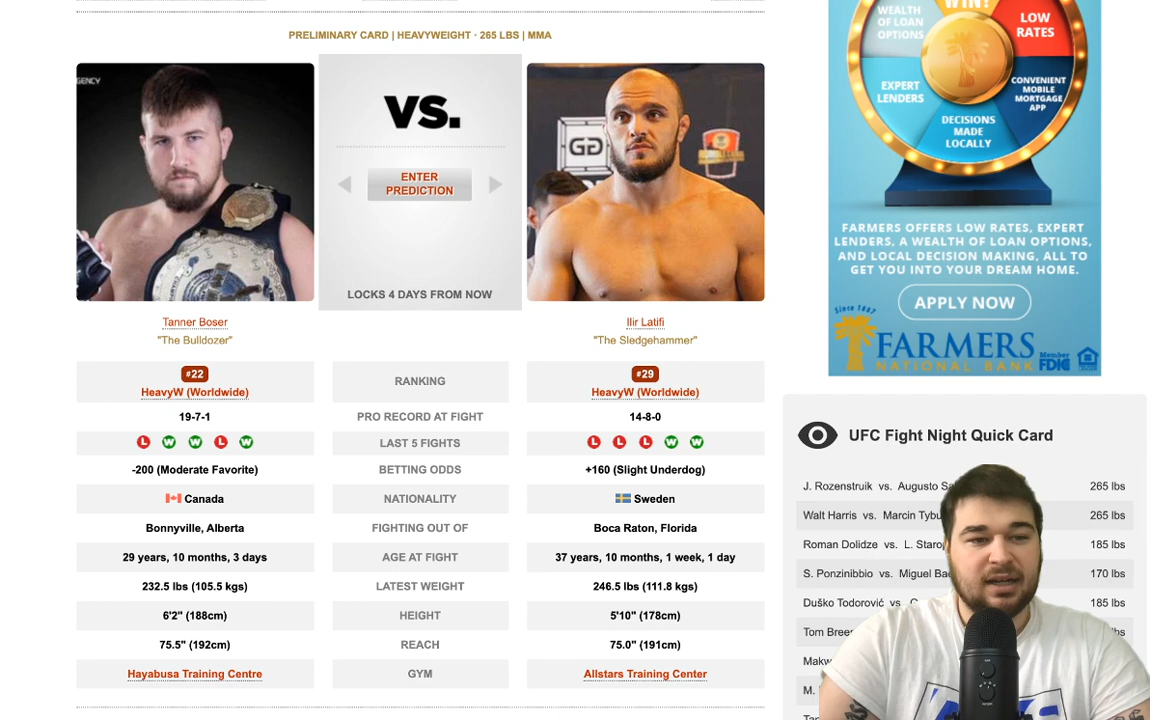 PRELIMINARY CARD | HEAVYWEIGHT · 265 LBS | MMA
VS.
ENTER
PREDICTION
LOCKS 4 DAYS FROM NOW
Tanner Boser
"The Bulldozer"
Ilir Latifi
"The Sledgehammer"
#22
HeavyW (Worldwide)
RANKING
#29
HeavyW (Worldwide)
19-7-1
PRO RECORD AT FIGHT
14-8-0
L W W L W
LAST 5 FIGHTS
L L L W W
-200 (Moderate Favorite)
BETTING ODDS
+160 (Slight Underdog)
Canada
NATIONALITY
Sweden
Bonnyville, Alberta
FIGHTING OUT OF
Boca Raton, Florida
29 years, 10 months, 3 days
AGE AT FIGHT
37 years, 10 months, 1 week, 1 day
232.5 lbs (105.5 kgs)
LATEST WEIGHT
246.5 lbs (111.8 kgs)
6'2" (188cm)
HEIGHT
5'10" (178cm)
75.5" (192cm)
REACH
75.0" (191cm)
Hayabusa Training Centre
GYM
Allstars Training Center
WEALTH
OF LOAN
OPTIONS
WIN!
LOW
RATES
EXPERT
LENDERS
CONVENIENT
MOBILE
MORTGAGE
APP
DECISIONS
MADE
LOCALLY
FARMERS OFFERS LOW RATES, EXPERT
LENDERS, A WEALTH OF LOAN OPTIONS,
AND LOCAL DECISION MAKING, ALL TO
GET YOU INTO YOUR DREAM HOME.
APPLY NOW
Since 1887
FARMERS
NATIONAL BANK
Member
FDIC
UFC Fight Night Quick Card
J. Rozenstruik vs. Augusto
265 lbs
Walt Harris vs. Marcin
265 lbs
Roman Dolidze vs. L.
185 lbs
S. Ponzinibbio vs. Miguel
170 lbs
Duško Todorović vs.
185 lbs
Tom
M.